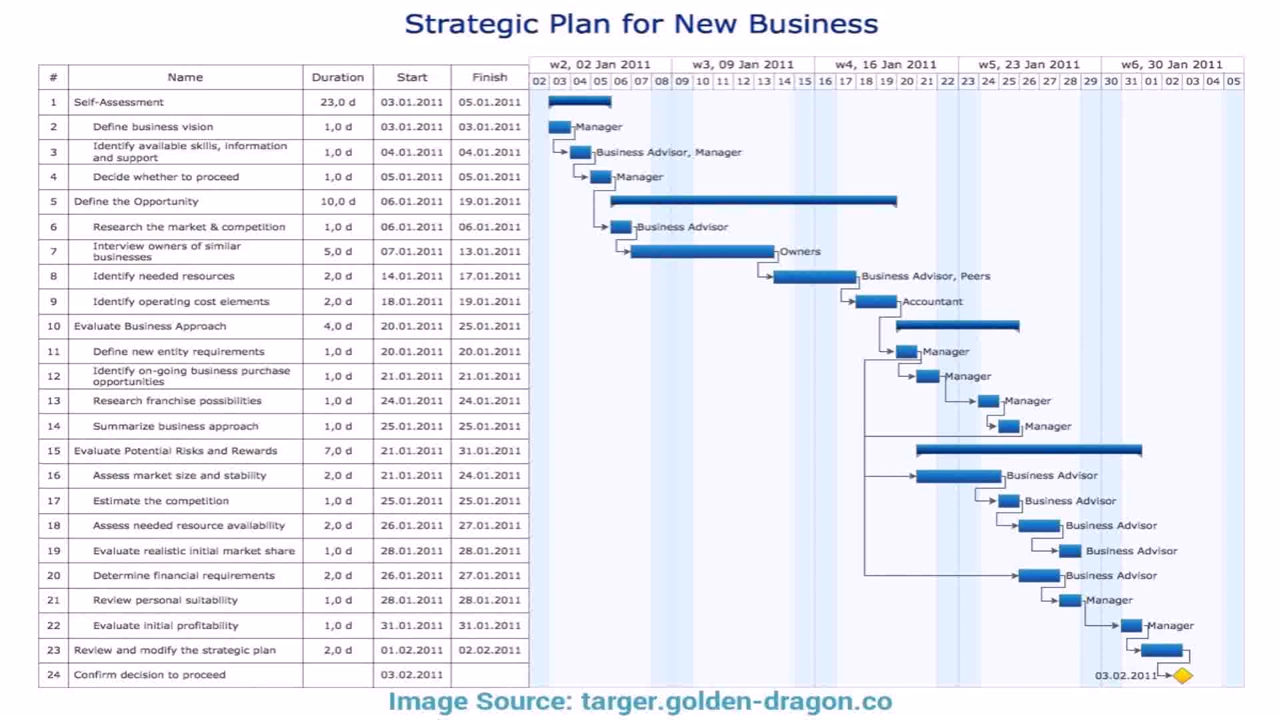 Strategic Plan for New Business
w2, 02 Jan 2011 w3, 09 Jan 2011 w4, 16 Jan 2011 w5, 23 Jan 2011 w6, 30 Jan 2011
# Name Duration Start Finish 02 03 04 05 06 07 08 09 10 11 12 13 14 15 16 17 18 19 20 21 22 23 24 25 26 27 28 29 30 31 01 02 03 04 05
1 Self-Assessment 23,0 d 03.01.2011 05.01.2011
2 Define business vision 1,0 d 03.01.2011 03.01.2011 Manager
3 Identify available skills, information
and support 1,0 d 04.01.2011 04.01.2011 Business Advisor, Manager
4 Decide whether to proceed 1,0 d 05.01.2011 05.01.2011 Manager
5 Define the Opportunity 10,0 d 06.01.2011 19.01.2011
6 Research the market & competition 1,0 d 06.01.2011 06.01.2011 Business Advisor
7 Interview owners of similar
businesses 5,0 d 07.01.2011 13.01.2011 Owners
8 Identify needed resources 2,0 d 14.01.2011 17.01.2011 Business Advisor, Peers
9 Identify operating cost elements 2,0 d 18.01.2011 19.01.2011 Accountant
10 Evaluate Business Approach 4,0 d 20.01.2011 25.01.2011
11 Define new entity requirements 1,0 d 20.01.2011 20.01.2011 Manager
12 Identify on-going business purchase
opportunities 1,0 d 21.01.2011 21.01.2011 Manager
13 Research franchise possibilities 1,0 d 24.01.2011 24.01.2011 Manager
14 Summarize business approach 1,0 d 25.01.2011 25.01.2011 Manager
15 Evaluate Potential Risks and Rewards 7,0 d 21.01.2011 31.01.2011
16 Assess market size and stability 2,0 d 21.01.2011 24.01.2011 Business Advisor
17 Estimate the competition 1,0 d 25.01.2011 25.01.2011 Business Advisor
18 Assess needed resource availability 2,0 d 26.01.2011 27.01.2011 Business Advisor
19 Evaluate realistic initial market share 1,0 d 28.01.2011 28.01.2011 Business Advisor
20 Determine financial requirements 2,0 d 26.01.2011 27.01.2011 Business Advisor
21 Review personal suitability 1,0 d 28.01.2011 28.01.2011 Manager
22 Evaluate initial profitability 1,0 d 31.01.2011 31.01.2011 Manager
23 Review and modify the strategic plan 2,0 d 01.02.2011 02.02.2011
24 Confirm decision to proceed 03.02.2011 03.02.2011
Image Source: targer.golden-dragon.co